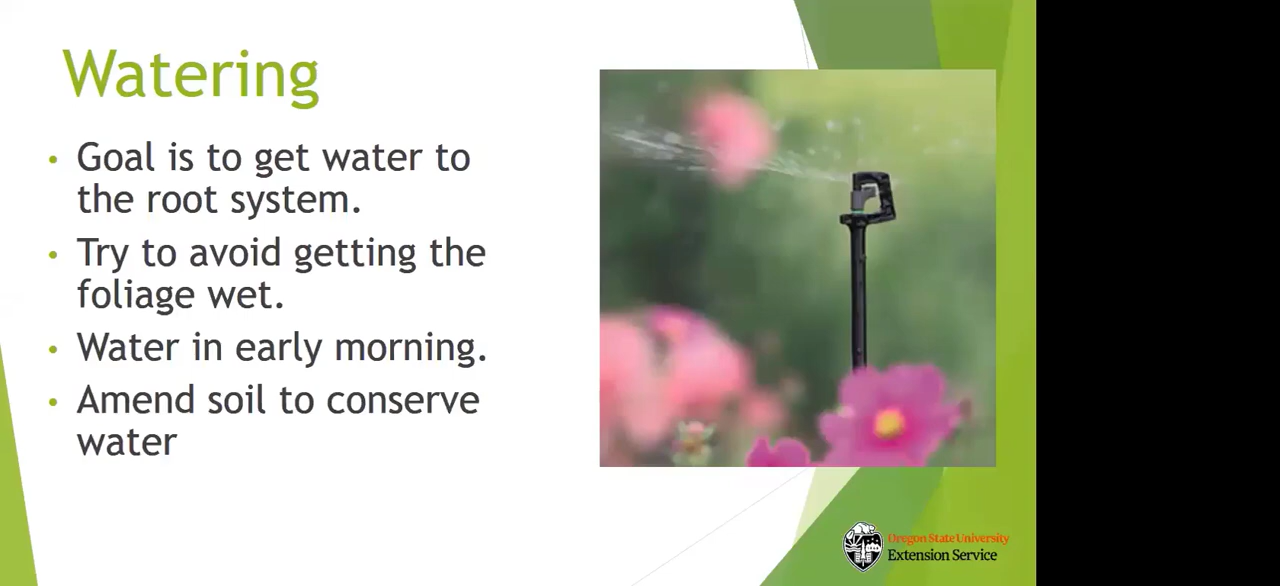 Watering
• Goal is to get water to
the root system.
• Try to avoid getting the
foliage wet.
• Water in early morning.
• Amend soil to conserve
water
Oregon State University
Extension Service